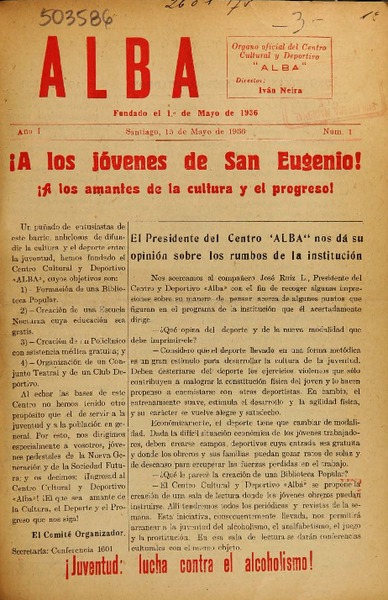 503586
-3-
ALBA
Organo oficial del Centro
Cultural y Deportivo
"ALBA"
Director:
Iván Neira
Fundado el 1.º de Mayo de 1936
Año I
Santiago, 15 de Mayo de 1936
Núm. 1
¡A los jóvenes de San Eugenio!
¡A los amantes de la cultura y el progreso!
Un puñado de entusiastas de
este barrio, anhelosos de difun-
dir la cultura y el deporte entre
la juventud, hemos fundado el
Centro Cultural y Deportivo
«ALBA», cuyos objetivos son:
1) Formación de una Biblio-
teca Popular.
2) —Creación de una Escuela
Nocturna cuya educación sea
gratis.
3) —Creación de un Policlínico
con asistencia médica gratuita; y
4) —Organización de un Con-
junto Teatral y de un Club De-
portivo.
Al echar las bases de este
Centro no hemos tenido otro
propósito que el de servir a la
juventud y a la población en ge-
neral. Por esto, nos dirigimos
especialmente a vosotros, jóve-
nes pedestales de la Nueva Gene-
ración y de la Sociedad Futu-
ra, y os decimos: ¡Ingresad al
Centro Cultural y Deportivo
«Alba»! ¡El que sea amante de
la Cultura, el Deporte y el Pro-
greso que nos siga!
El Comité Organizador.
Secretaría: Conferencia 1601
El Presidente del Centro "ALBA" nos dá su
opinión sobre los rumbos de la institución
Nos acercamos al compañero José Ruiz L., Presidente del
Centro y Deportivo «Alba» con el fin de recoger algunas impre-
siones sobre su manera de pensar acerca de algunos puntos que
figuran en el programa de la institución que él acertadamente
dirige.
—¿Qué opina del deporte y de la nueva modalidad que
debe imprimírsele?
—Considero que el deporte llevado en una forma metódica
es un gran estímulo para desarrollar la cultura de la juventud.
Deben desterrarse del deporte los ejercicios violentos que sólo
contribuyen a malograr la constitución física del joven y lo hacen
propenso a enemistarse con otros deportistas. En cambio, el
entrenamiento suave, estimula el desarrollo y la agilidad física,
y su carácter se vuelve alegre y satisfecho.
Económicamente, el deporte tiene que cambiar de modali-
dad. Dada la difícil situación económica de los jóvenes trabajado-
res, deben crearse campos deportivos cuya entrada sea gratuita
y donde los obreros y sus familias puedan gozar raros de solaz y
de descanso para recuperar las fuerzas perdidas en el trabajo.
—¿Qué le parece la creación de una Biblioteca Popular?
—El Centro Cultural y Deportivo «Alba» se propone la
creación de una sala de lectura donde los jóvenes obreros puedan
instruirse. Allí tendremos todos los periódicos y revistas de la se-
mana. Esta iniciativa, consecuentemente llevada, nos permitirá
arrancar a la juventud del alcoholismo, el analfabetismo, el juego
y la prostitución. En esa sala de lectura se darán conferencias
culturales con el mismo objeto.
¡Juventud: lucha contra el alcoholismo!